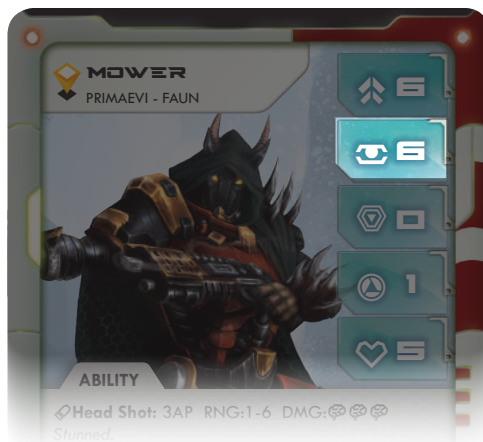 MOWER
PRIMAEVI - FAUN
6
6
0
1
5
ABILITY
Head Shot: 3AP RNG:1-6 DMG:
Stunned.